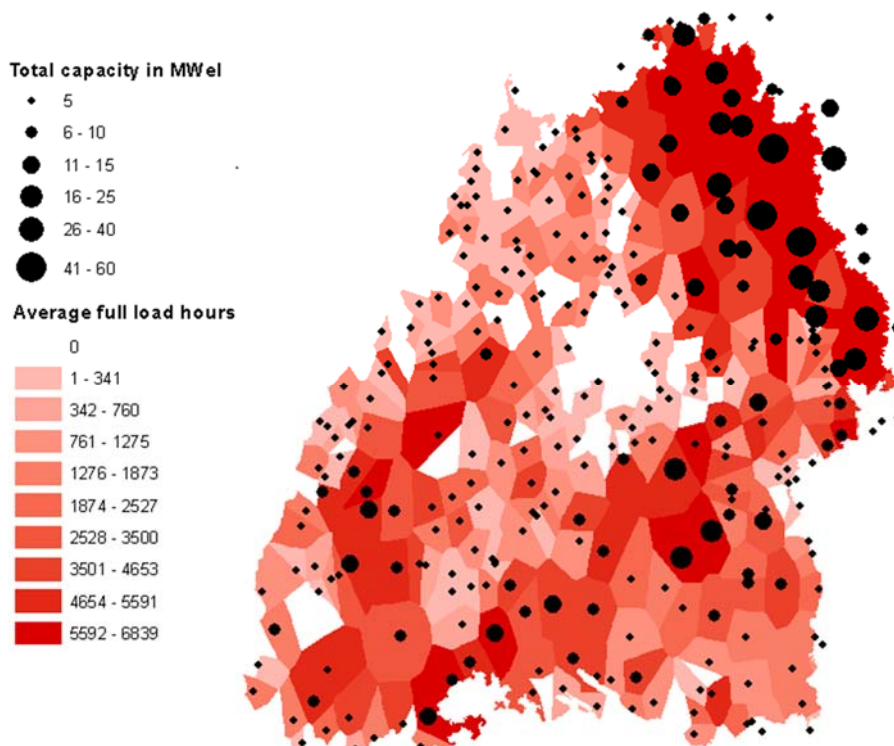 Total capacity in MWel
5
6 - 10
11 - 15
16 - 25
26 - 40
41 - 60
Average full load hours
0
1 - 341
342 - 760
761 - 1275
1276 - 1873
1874 - 2527
2528 - 3500
3501 - 4653
4654 - 5591
5592 - 6839